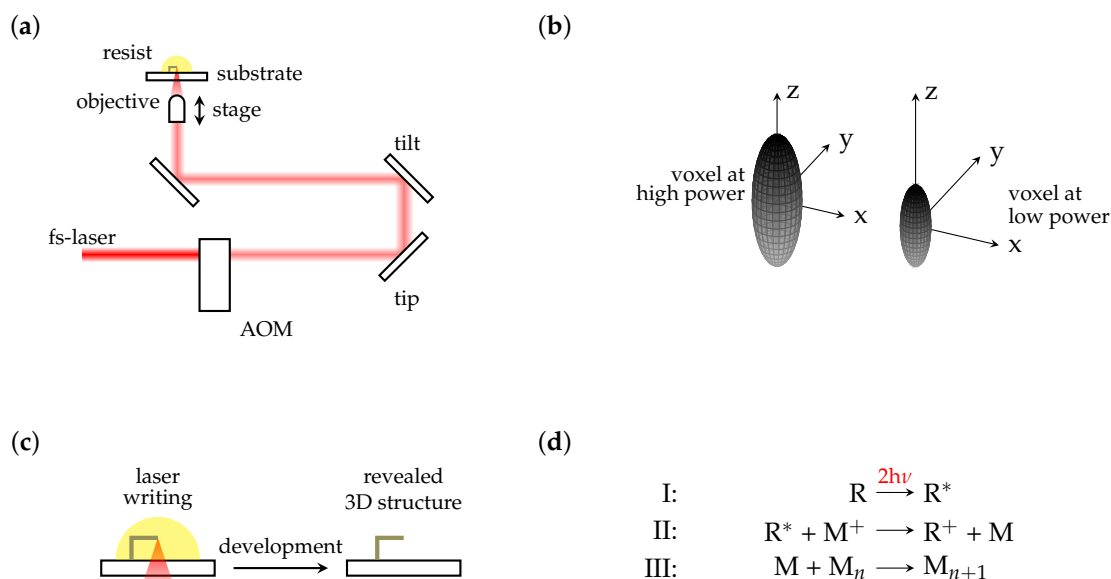 (a)
resist
substrate
objective
stage
tilt
fs-laser
tip
AOM
(b)
z
y
x
voxel at
high power
z
y
x
voxel at
low power
(c)
laser
writing
development
revealed
3D structure
(d)
I: R 2hν⟶ R*
II: R* + M⁺ ⟶ R⁺ + M
III: M + Mₙ ⟶ Mₙ₊₁